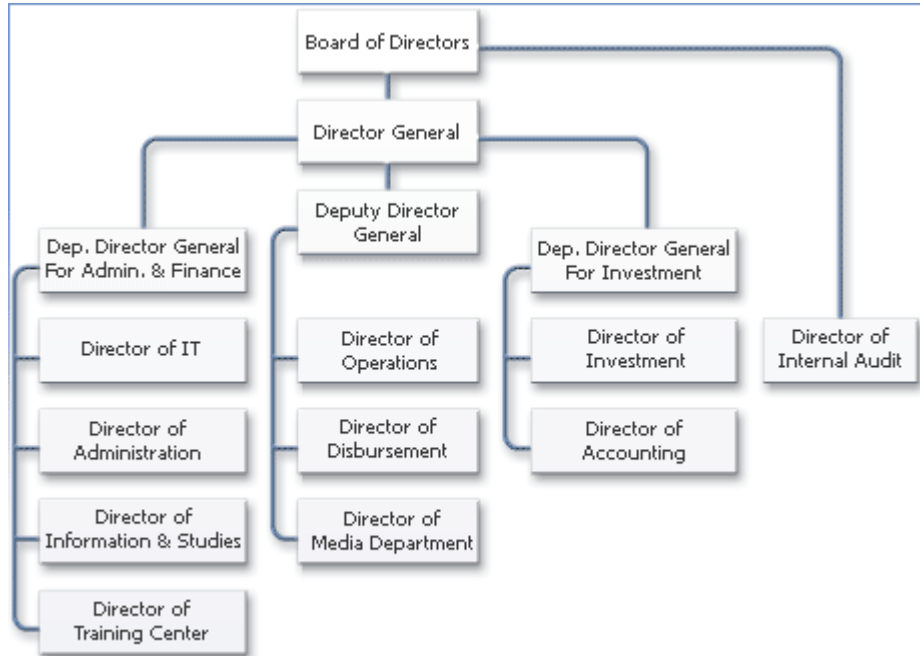 Board of Directors
Director General
Deputy Director
General
Dep. Director General
For Admin. & Finance
Dep. Director General
For Investment
Director of IT
Director of
Operations
Director of
Investment
Director of
Internal Audit
Director of
Administration
Director of
Disbursement
Director of
Accounting
Director of
Information & Studies
Director of
Media Department
Director of
Training Center